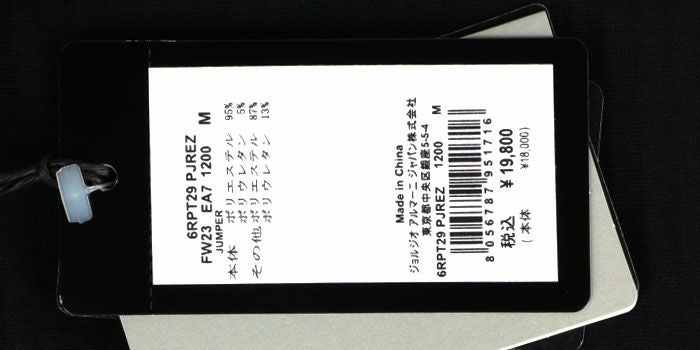 6RPT29 PJREZ
FW23 EA7 1200 M
JUMPER
本体 ポリエステル 95%
ポリウレタン 5%
その他 ポリエステル 87%
ポリウレタン 13%
Made in China
ジョルジオ アルマーニ ジャパン株式会社
東京都中央区銀座5-5-4
6RPT29 PJREZ 1200 M
8 056787 951716
税込 ¥19,800
(本体 ¥18,000)